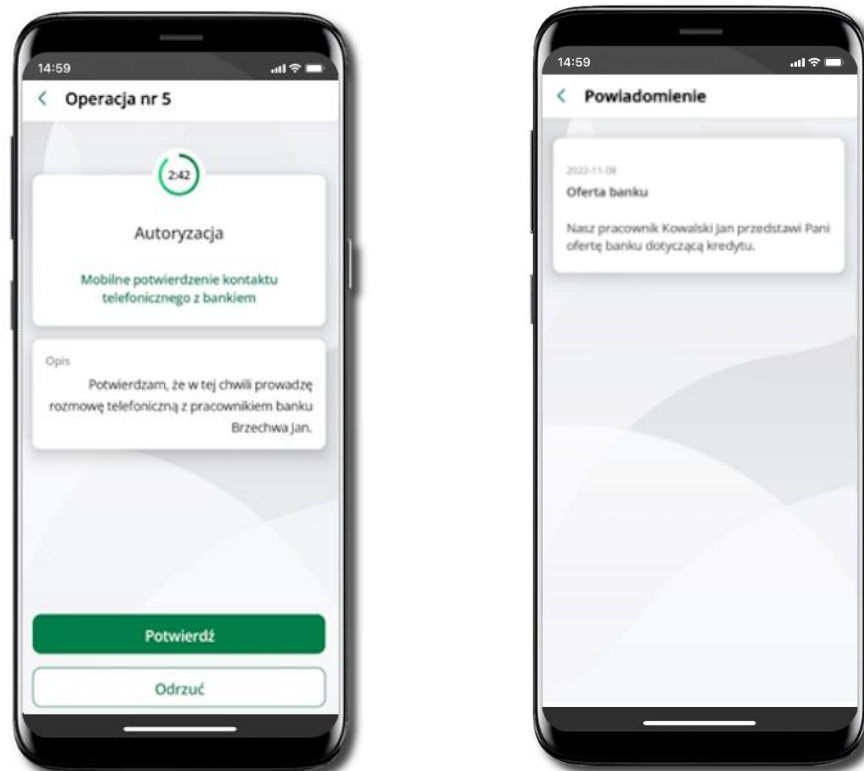 14:59
Operacja nr 5
2:42
Autoryzacja
Mobilne potwierdzenie kontaktu
telefonicznego z bankiem
Opis
Potwierdzam, że w tej chwili prowadzę
rozmowę telefoniczną z pracownikiem banku
Brzechwa Jan.
Potwierdź
Odrzuć
14:59
Powiadomienie
2022-11-08
Oferta banku
Nasz pracownik Kowalski Jan przedstawi Pani
ofertę banku dotyczącą kredytu.